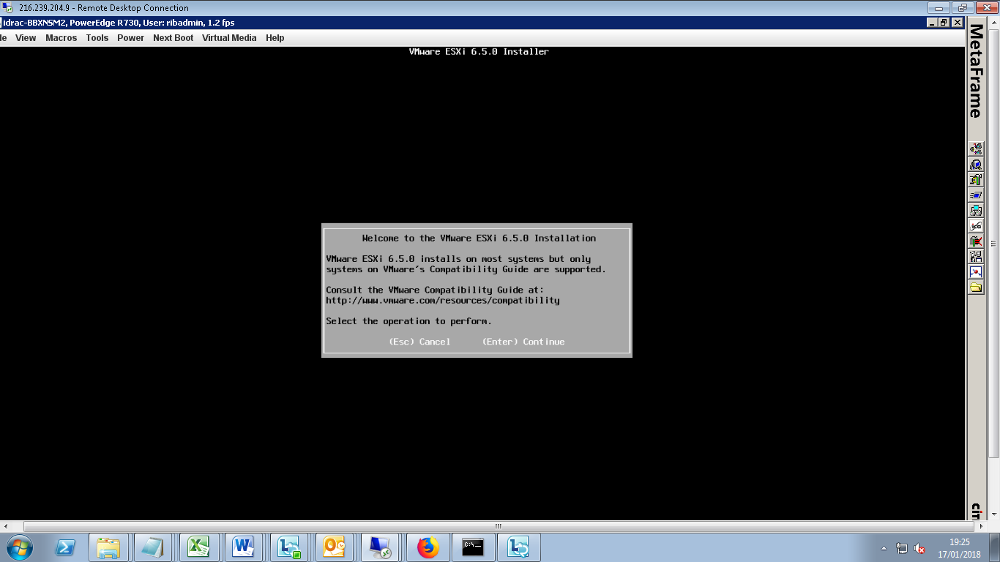 216.239.204.9 - Remote Desktop Connection
idrac-BBXNSM2, PowerEdge R730, User: ribadmin, 1.2 fps
le View Macros Tools Power Next Boot Virtual Media Help
VMware ESXi 6.5.0 Installer
MetaFrame
Welcome to the VMware ESXi 6.5.0 Installation
VMware ESXi 6.5.0 installs on most systems but only
systems on VMware's Compatibility Guide are supported.
Consult the VMware Compatibility Guide at:
http://www.vmware.com/resources/compatibility
Select the operation to perform.
(Esc) Cancel (Enter) Continue
ica
cit
C:\
19:25
17/01/2018